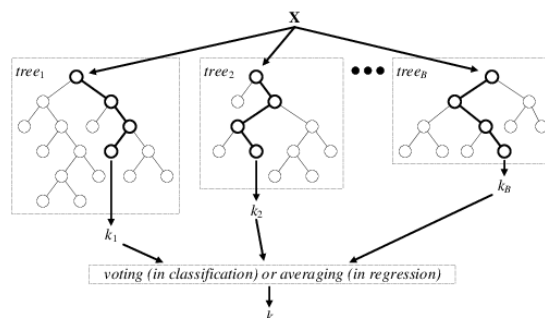 X
tree1
tree2
treeB
k1
k2
kB
voting (in classification) or averaging (in regression)
k